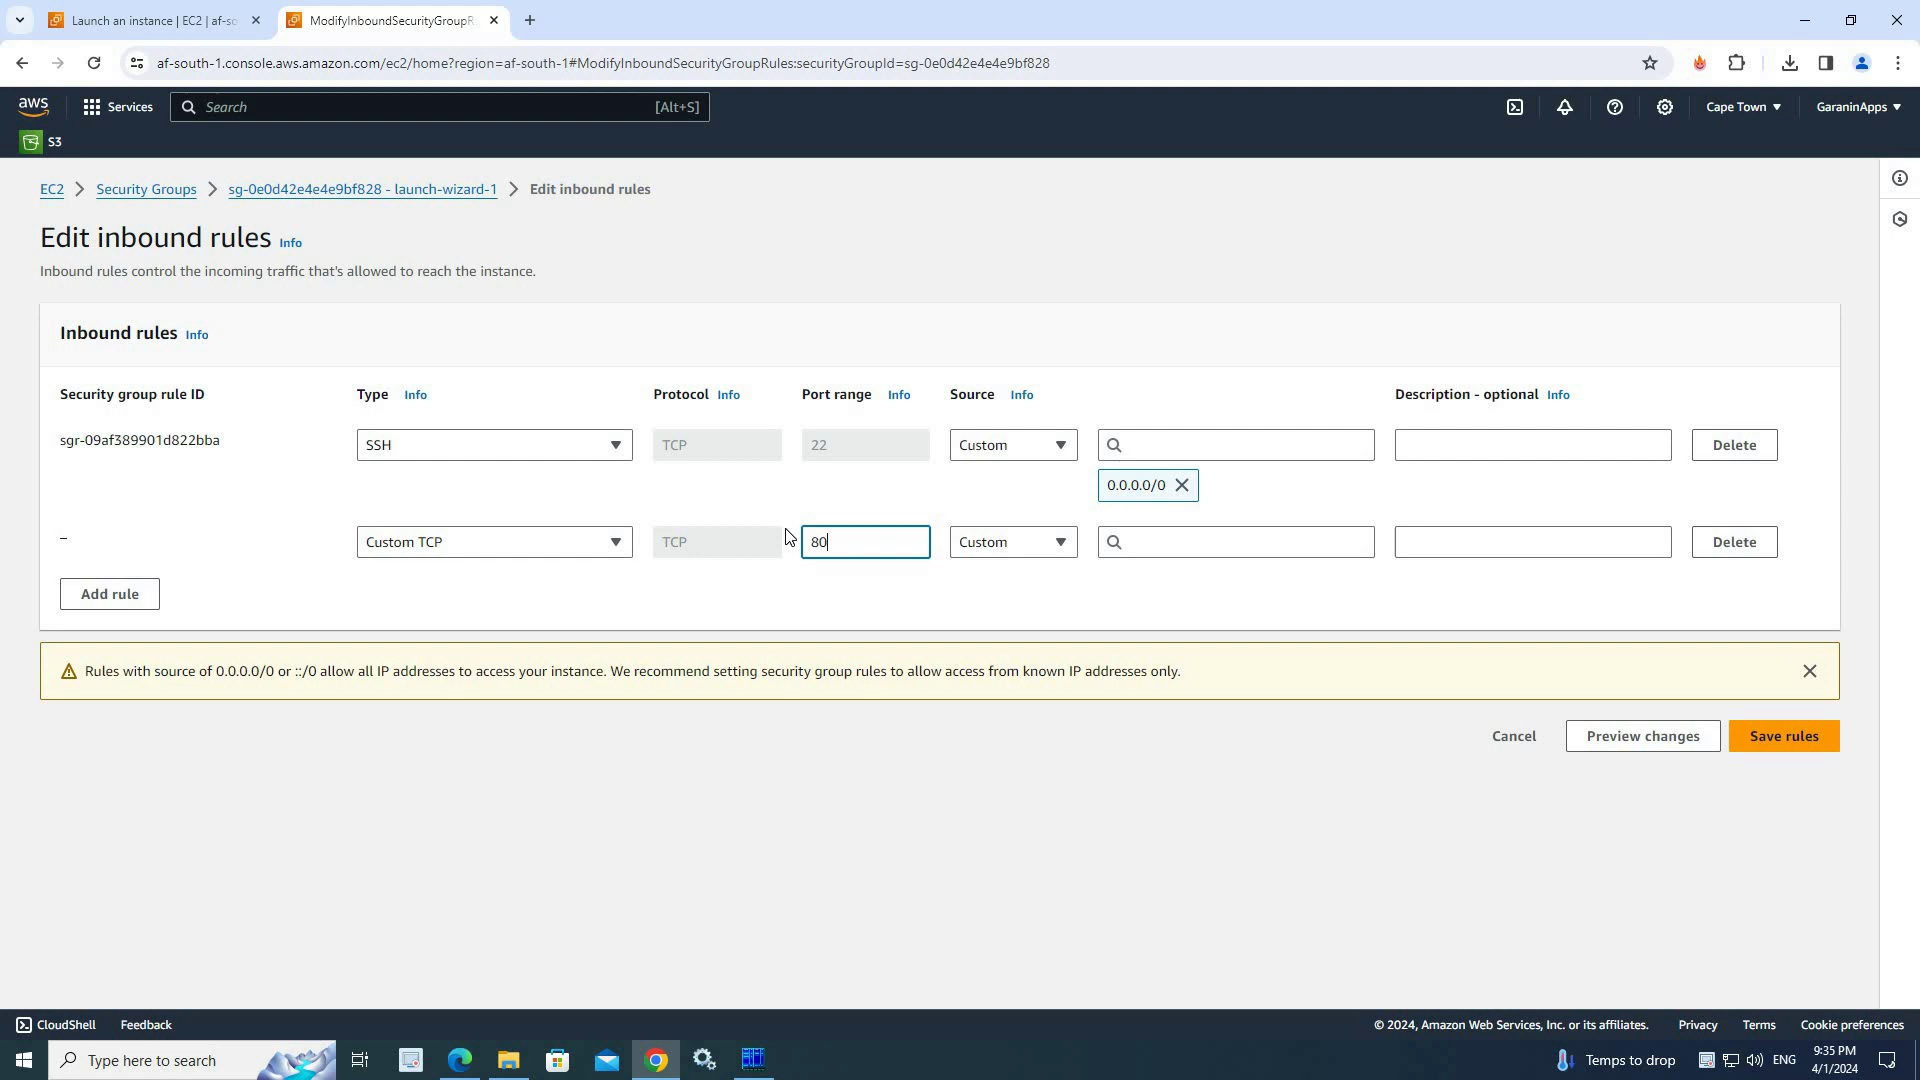 Launch an instance | EC2 | af-so
ModifyInboundSecurityGroupR
af-south-1.console.aws.amazon.com/ec2/home?region=af-south-1#ModifyInboundSecurityGroupRules:securityGroupId=sg-0e0d42e4e4e9bf828
aws
Services
Search
[Alt+S]
Cape Town
GaraninApps
S3
EC2
Security Groups
sg-0e0d42e4e4e9bf828 - launch-wizard-1
Edit inbound rules
Edit inbound rules Info
Inbound rules control the incoming traffic that's allowed to reach the instance.
Inbound rules Info
Security group rule ID
Type Info
Protocol Info
Port range Info
Source Info
Description - optional Info
sgr-09af389901d822bba
SSH
TCP
22
Custom
Delete
0.0.0.0/0
–
Custom TCP
TCP
80
Custom
Delete
Add rule
Rules with source of 0.0.0.0/0 or ::/0 allow all IP addresses to access your instance. We recommend setting security group rules to allow access from known IP addresses only.
Cancel
Preview changes
Save rules
CloudShell
Feedback
© 2024, Amazon Web Services, Inc. or its affiliates.
Privacy
Terms
Cookie preferences
Type here to search
Temps to drop
ENG
9:35 PM
4/1/2024